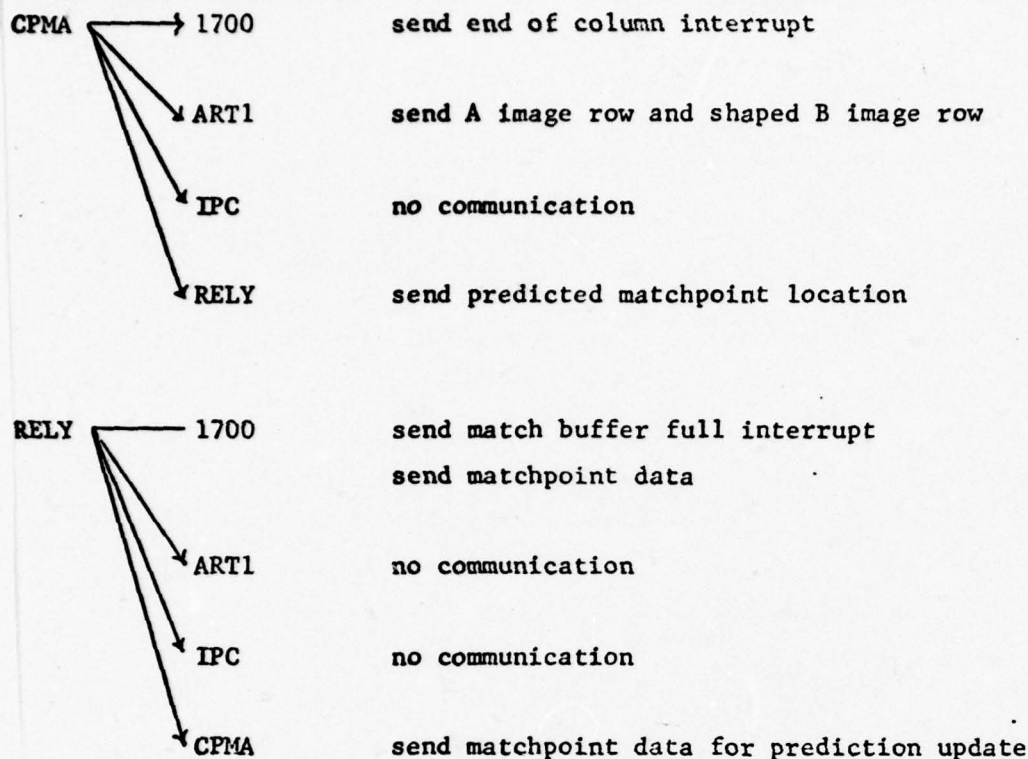 CPMA 1700 send end of column interrupt
ART1 send A image row and shaped B image row
IPC no communication
RELY send predicted matchpoint location
RELY 1700 send match buffer full interrupt
send matchpoint data
ART1 no communication
IPC no communication
CPMA send matchpoint data for prediction update